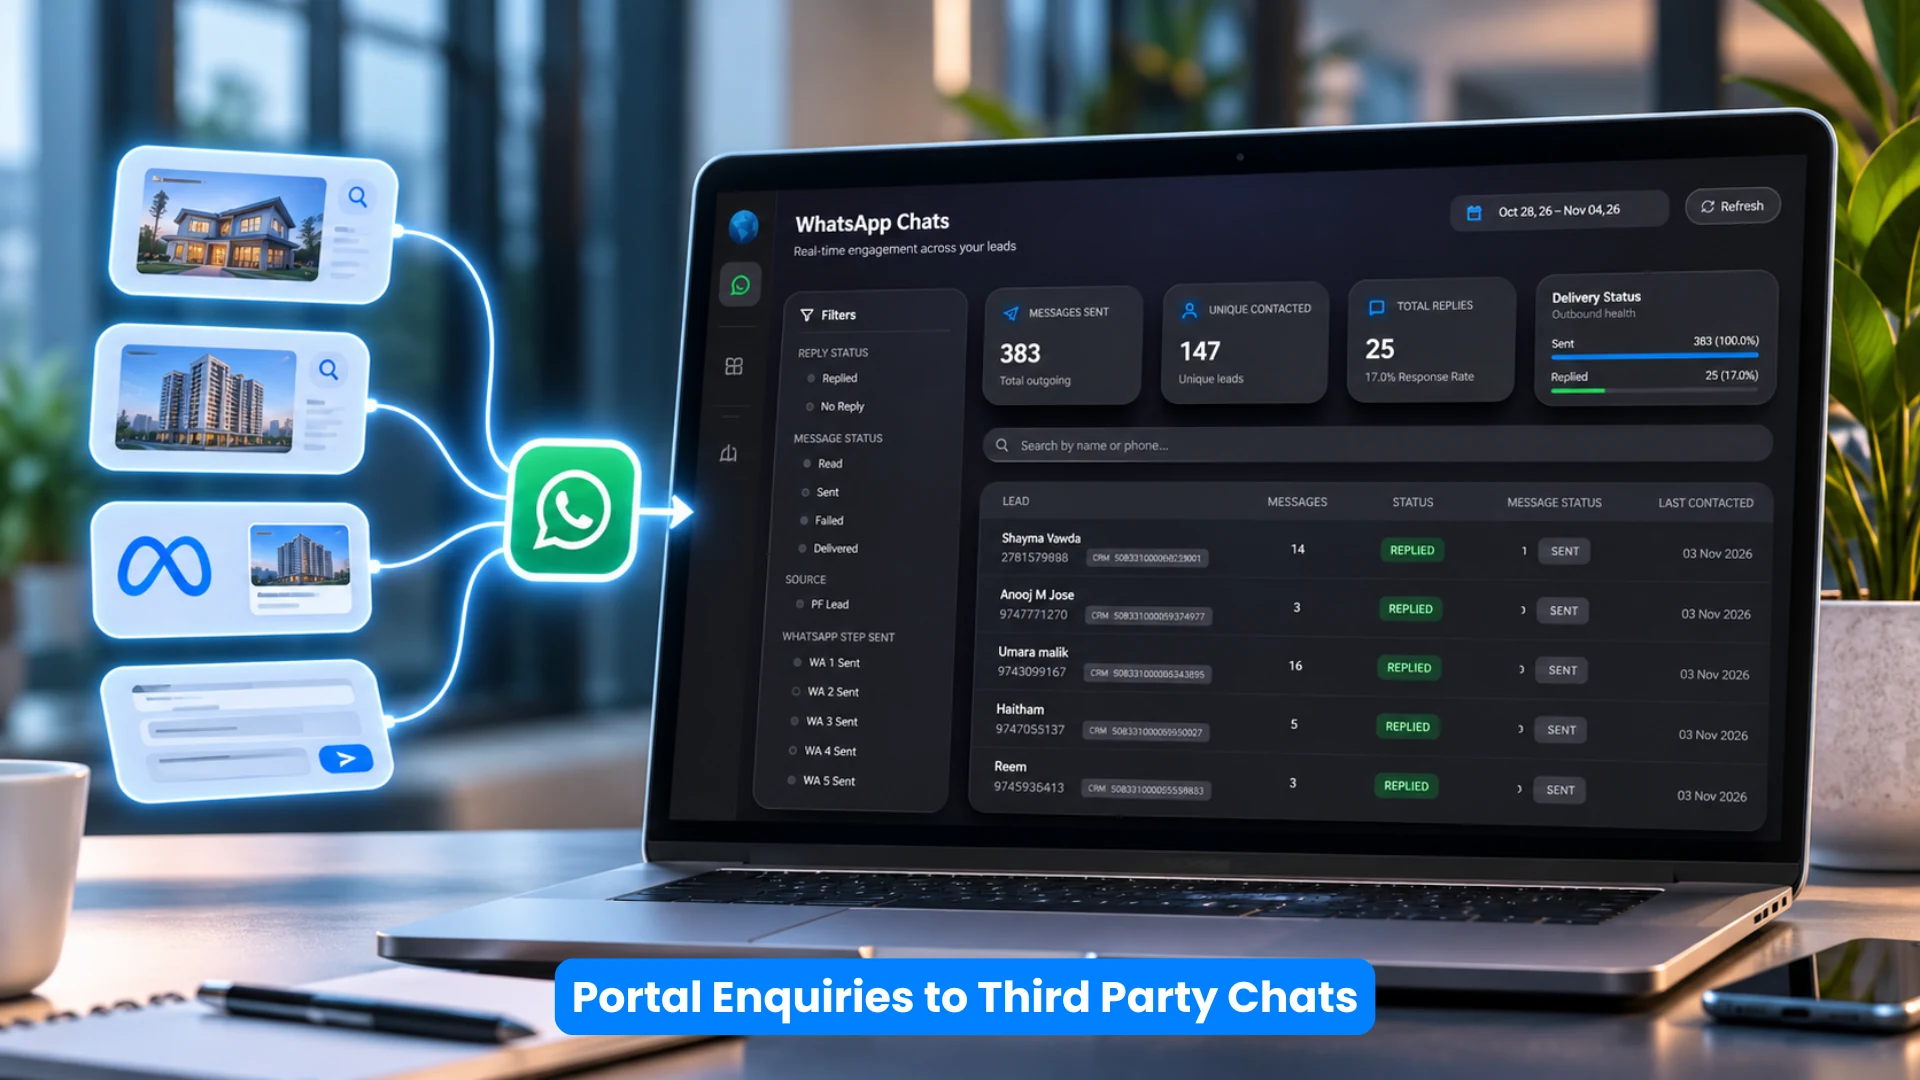 WhatsApp Chats
Real-time engagement across your leads
Oct 28, 26 – Nov 04,26
Refresh
Filters
REPLY STATUS
Replied
No Reply
MESSAGE STATUS
Read
Sent
Failed
Delivered
SOURCE
PF Lead
WHATSAPP STEP SENT
WA 1 Sent
WA 2 Sent
WA 3 Sent
WA 4 Sent
WA 5 Sent
MESSAGES SENT
383
Total outgoing
UNIQUE CONTACTED
147
Unique leads
TOTAL REPLIES
25
17.0% Response Rate
Delivery Status
Outbound health
Sent 383 (100.0%)
Replied 25 (17.0%)
Search by name or phone...
LEAD MESSAGES STATUS MESSAGE STATUS LAST CONTACTED
Shayma Vawda
2781579898 CRM 14 REPLIED 1 SENT 03 Nov 2026
Anooj M Jose
9747771270 CRM 3 REPLIED SENT 03 Nov 2026
Umara malik
9743099167 CRM 16 REPLIED SENT 03 Nov 2026
Haitham
9747055137 CRM 5 REPLIED SENT 03 Nov 2026
Reem
9745936413 CRM 3 REPLIED SENT 03 Nov 2026
Portal Enquiries to Third Party Chats